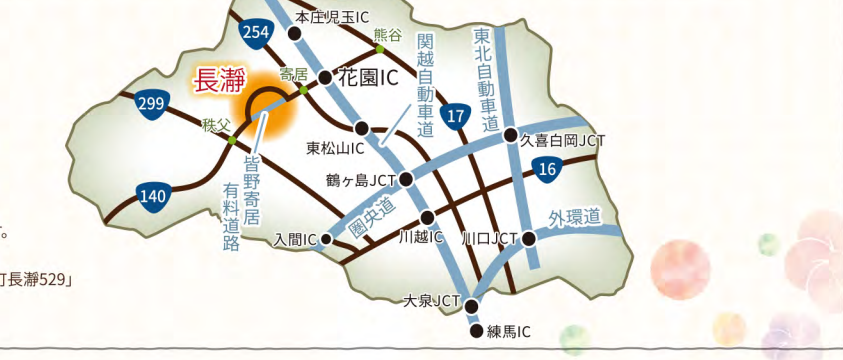 本庄児玉IC
254
熊谷
関越自動車道
東北自動車道
長瀞
寄居
花園IC
299
17
秩父
東松山IC
久喜白岡JCT
皆野寄居
有料道路
鶴ヶ島JCT
16
140
圏央道
外環道
入間IC
川越IC
川口JCT
。
町長瀞529」
大泉JCT
練馬IC